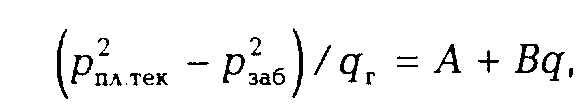 (p²пл.тек − p²заб) / qг = A + Bq,